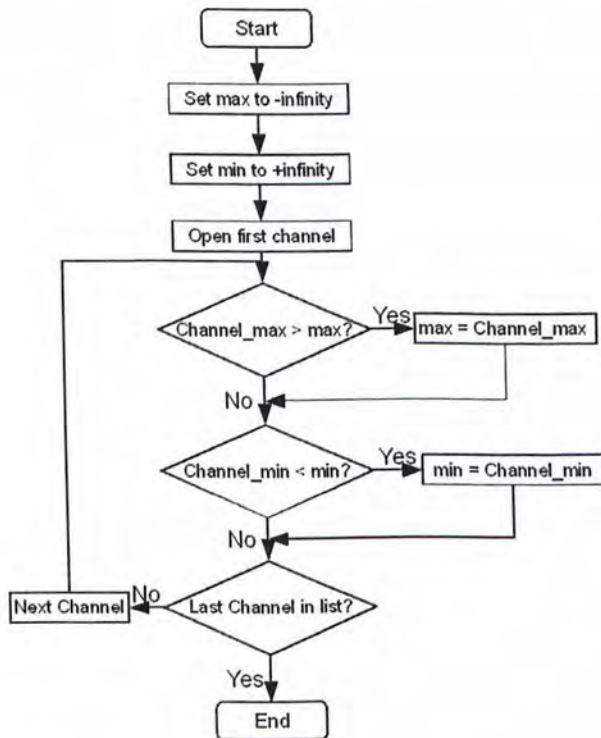 Start
Set max to -infinity
Set min to +infinity
Open first channel
Channel_max > max?
Yes
max = Channel_max
No
Channel_min < min?
Yes
min = Channel_min
No
Last Channel in list?
No
Next Channel
Yes
End